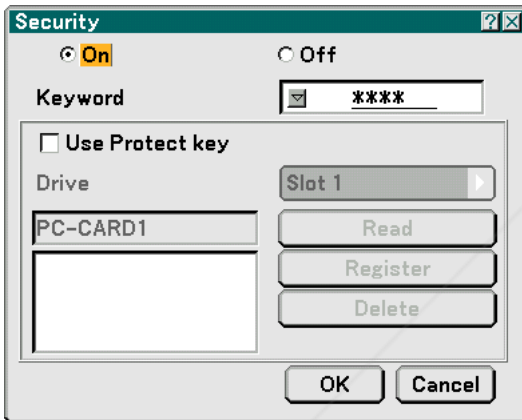 Security
On Off
Keyword ****
Use Protect key
Drive Slot 1
PC-CARD1 Read
Register
Delete
OK Cancel